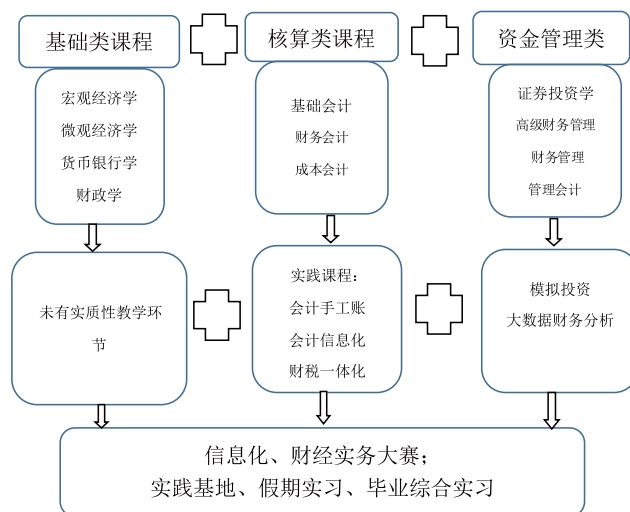 基础类课程
核算类课程
资金管理类
宏观经济学
微观经济学
货币银行学
财政学
基础会计
财务会计
成本会计
证券投资学
高级财务管理
财务管理
管理会计
未有实质性教学环
节
实践课程：
会计手工账
会计信息化
财税一体化
模拟投资
大数据财务分析
信息化、财经实务大赛；
实践基地、假期实习、毕业综合实习